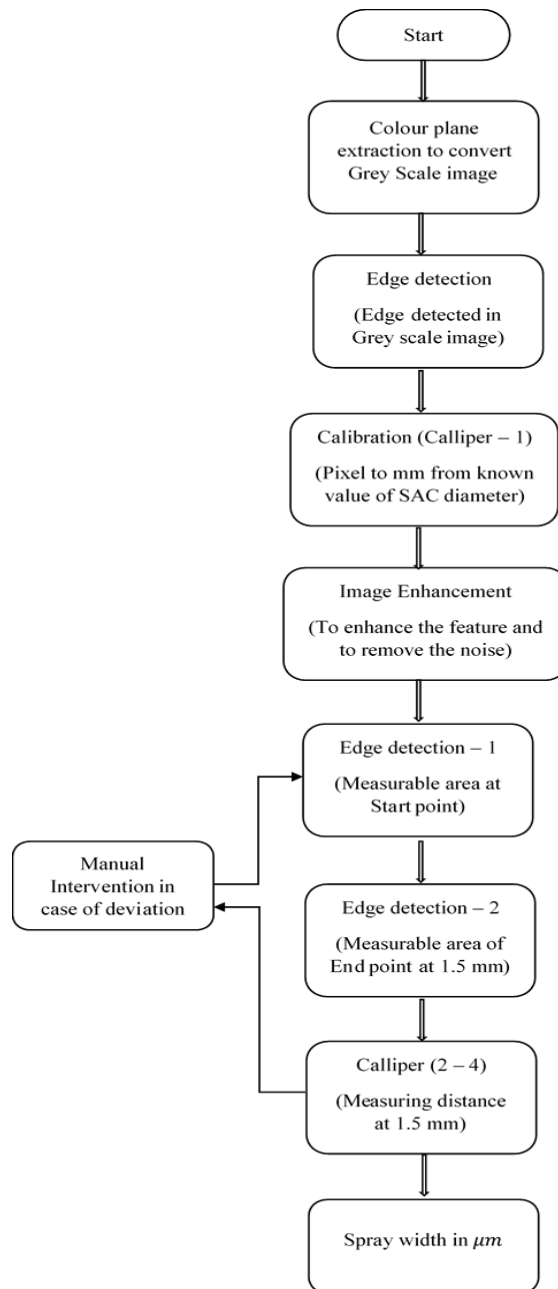 Start
Colour plane
extraction to convert
Grey Scale image
Edge detection
(Edge detected in
Grey scale image)
Calibration (Calliper – 1)
(Pixel to mm from known
value of SAC diameter)
Image Enhancement
(To enhance the feature and
to remove the noise)
Edge detection – 1
(Measurable area at
Start point)
Manual
Intervention in
case of deviation
Edge detection – 2
(Measurable area of
End point at 1.5 mm)
Calliper (2 – 4)
(Measuring distance
at 1.5 mm)
Spray width in μm